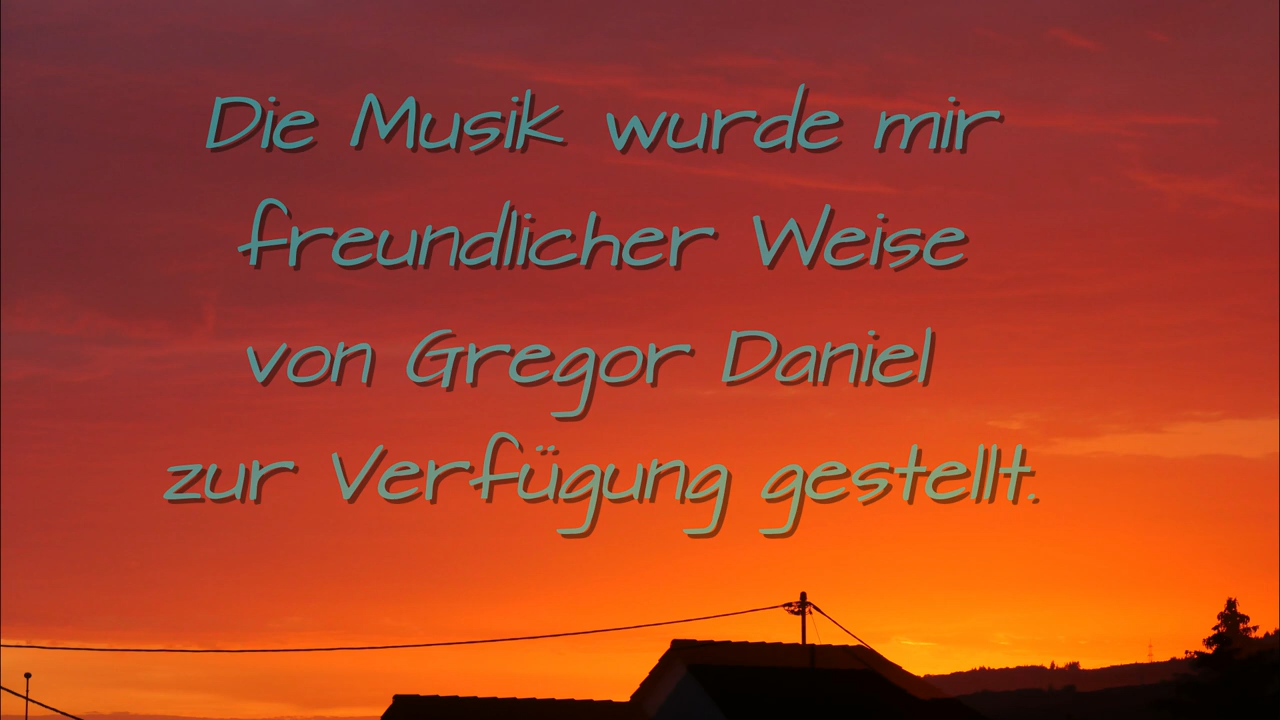 Die Musik wurde mir
freundlicher Weise
von Gregor Daniel
zur Verfügung gestellt.